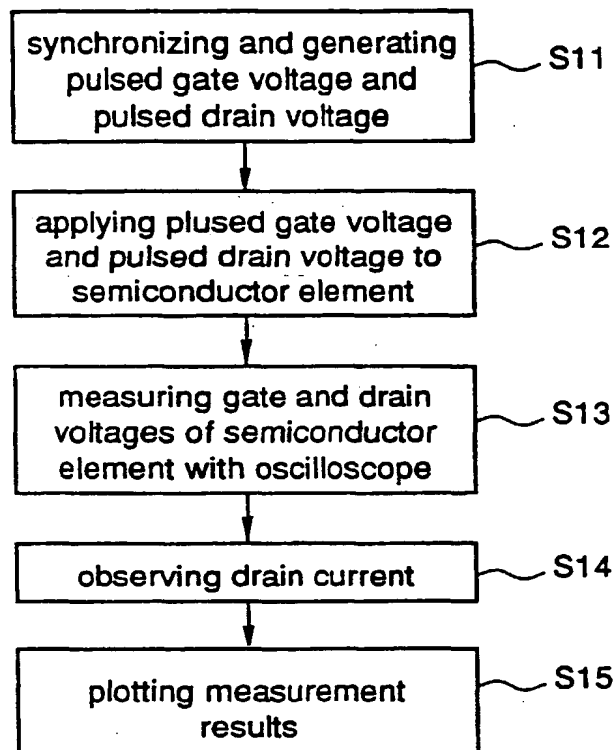 synchronizing and generating
pulsed gate voltage and
pulsed drain voltage
S11
applying plused gate voltage
and pulsed drain voltage to
semiconductor element
S12
measuring gate and drain
voltages of semiconductor
element with oscilloscope
S13
observing drain current
S14
plotting measurement
results
S15